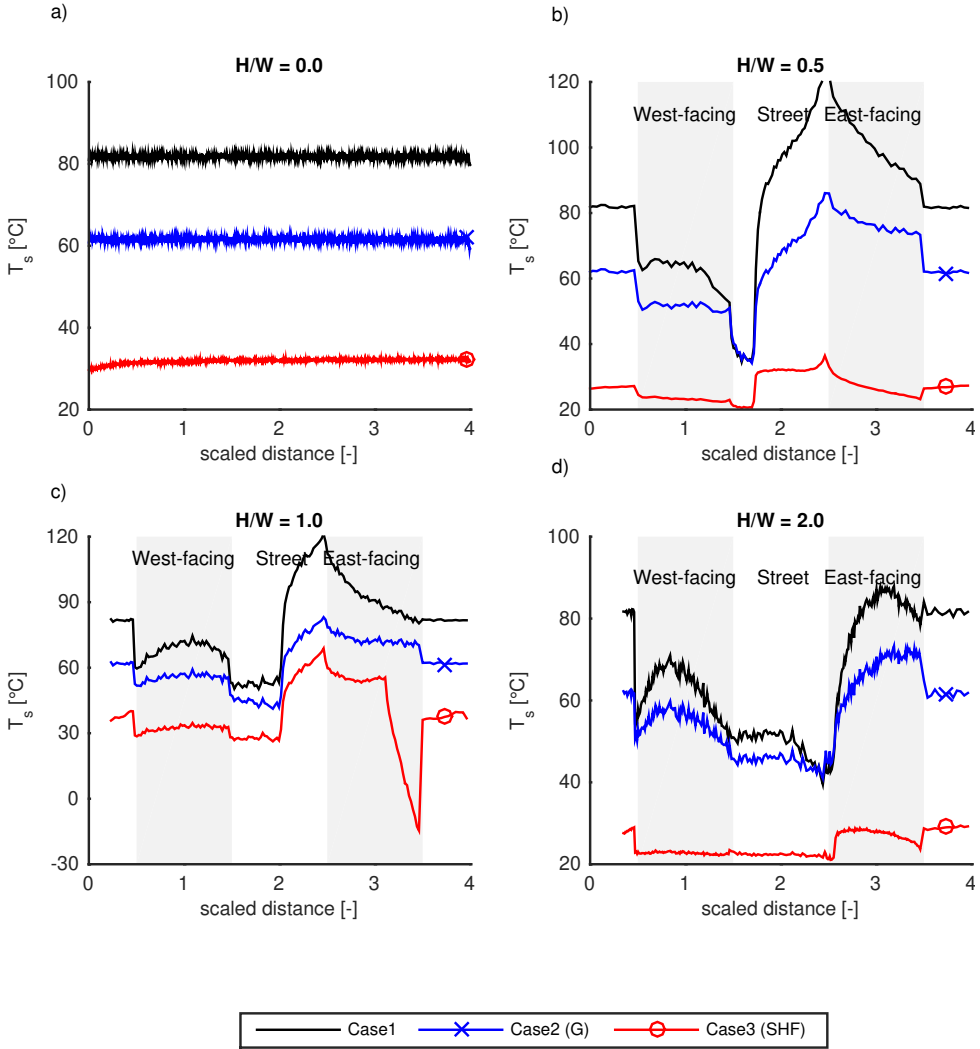 a)
H/W = 0.0
100
80
60
40
20
T_s [°C]
0 1 2 3 4
scaled distance [-]
b)
H/W = 0.5
West-facing Street East-facing
120
100
80
60
40
20
T_s [°C]
0 1 2 3 4
scaled distance [-]
c)
H/W = 1.0
West-facing Street East-facing
120
90
60
30
0
-30
T_s [°C]
0 1 2 3 4
scaled distance [-]
d)
H/W = 2.0
West-facing Street East-facing
100
80
60
40
20
T_s [°C]
0 1 2 3 4
scaled distance [-]
Case1 Case2 (G) Case3 (SHF)